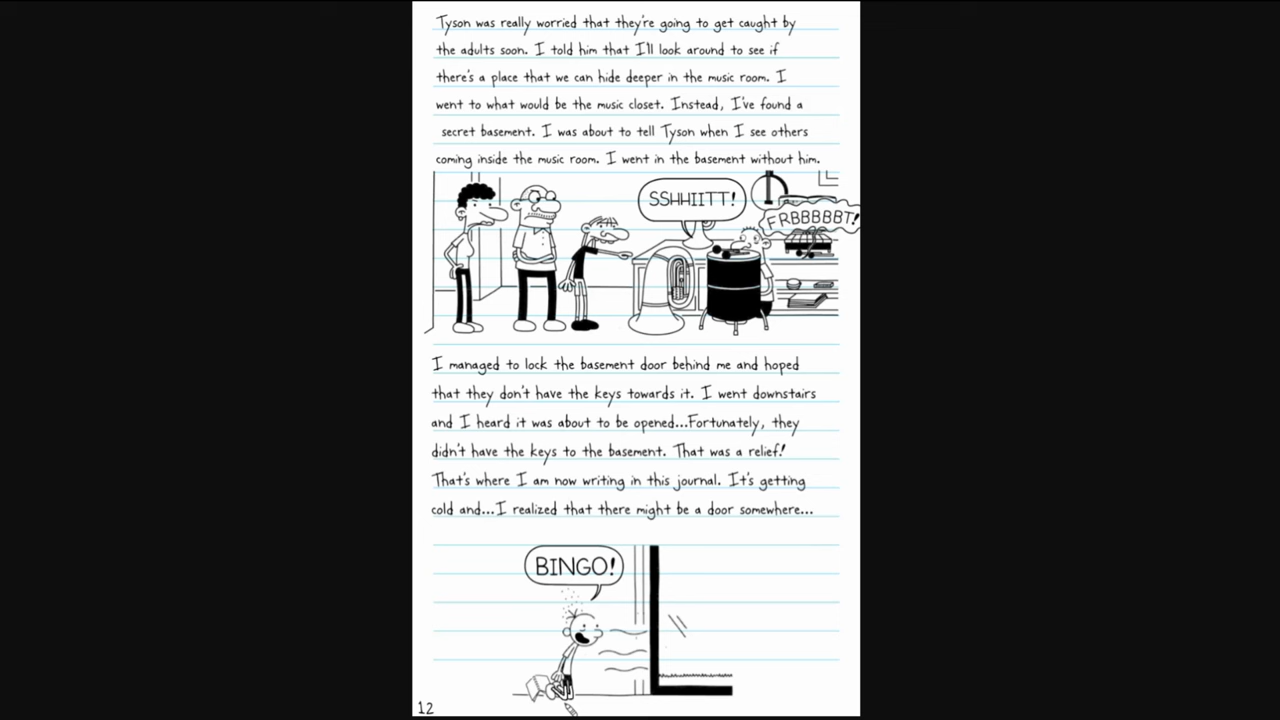 Tyson was really worried that they're going to get caught by
the adults soon. I told him that I'll look around to see if
there's a place that we can hide deeper in the music room. I
went to what would be the music closet. Instead, I've found a
secret basement. I was about to tell Tyson when I see others
coming inside the music room. I went in the basement without him.
SSHHIITT!
FRBBBBBT!
I managed to lock the basement door behind me and hoped
that they don't have the keys towards it. I went downstairs
and I heard it was about to be opened...Fortunately, they
didn't have the keys to the basement. That was a relief!
That's where I am now writing in this journal. It's getting
cold and...I realized that there might be a door somewhere...
BINGO!
12